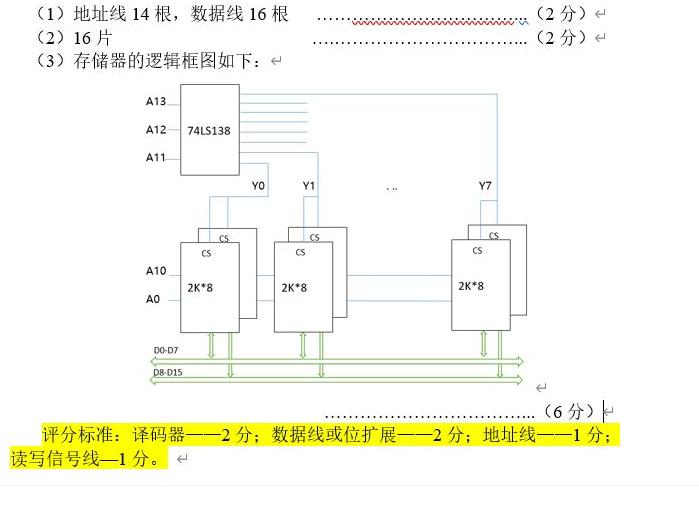 （1）地址线 14 根，数据线 16 根 ……………………………….（2 分）
（2）16 片 ………………………………..（2 分）
（3）存储器的逻辑框图如下：
A13
A12 74LS138
A11
Y0 Y1 ... Y7
CS CS CS
CS CS CS
A10
2K*8 2K*8 2K*8
A0
D0-D7
D8-D15
………………………………..（6 分）
评分标准：译码器——2 分；数据线或位扩展——2 分；地址线——1 分；
读写信号线—1 分。